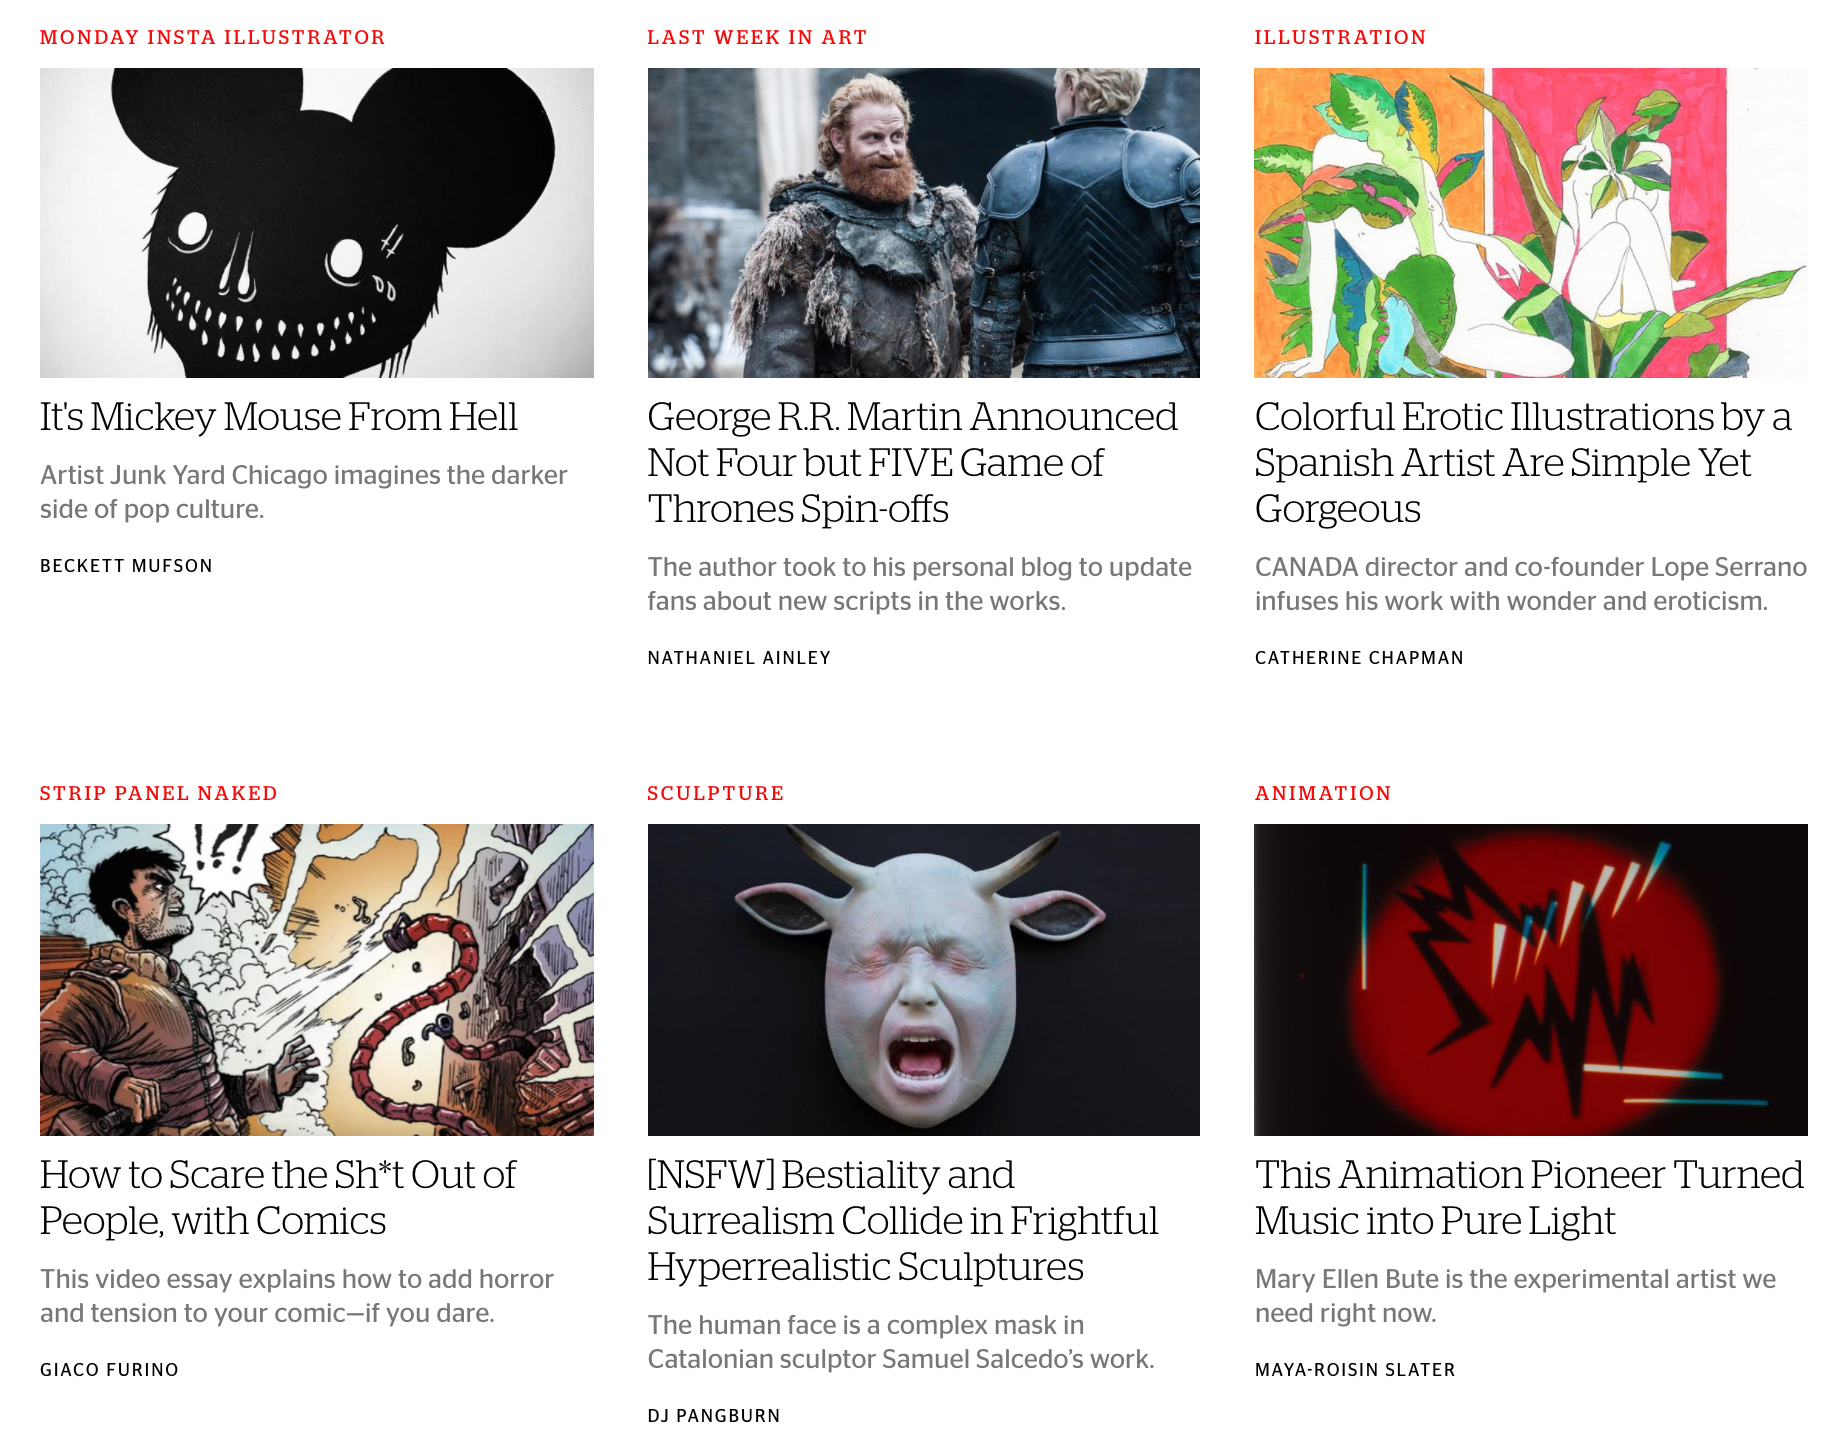 MONDAY INSTA ILLUSTRATOR
It's Mickey Mouse From Hell
Artist Junk Yard Chicago imagines the darker
side of pop culture.
BECKETT MUFSON
LAST WEEK IN ART
George R.R. Martin Announced
Not Four but FIVE Game of
Thrones Spin-offs
The author took to his personal blog to update
fans about new scripts in the works.
NATHANIEL AINLEY
ILLUSTRATION
Colorful Erotic Illustrations by a
Spanish Artist Are Simple Yet
Gorgeous
CANADA director and co-founder Lope Serrano
infuses his work with wonder and eroticism.
CATHERINE CHAPMAN
STRIP PANEL NAKED
!?!
How to Scare the Sh*t Out of
People, with Comics
This video essay explains how to add horror
and tension to your comic—if you dare.
GIACO FURINO
SCULPTURE
[NSFW] Bestiality and
Surrealism Collide in Frightful
Hyperrealistic Sculptures
The human face is a complex mask in
Catalonian sculptor Samuel Salcedo’s work.
DJ PANGBURN
ANIMATION
This Animation Pioneer Turned
Music into Pure Light
Mary Ellen Bute is the experimental artist we
need right now.
MAYA-ROISIN SLATER